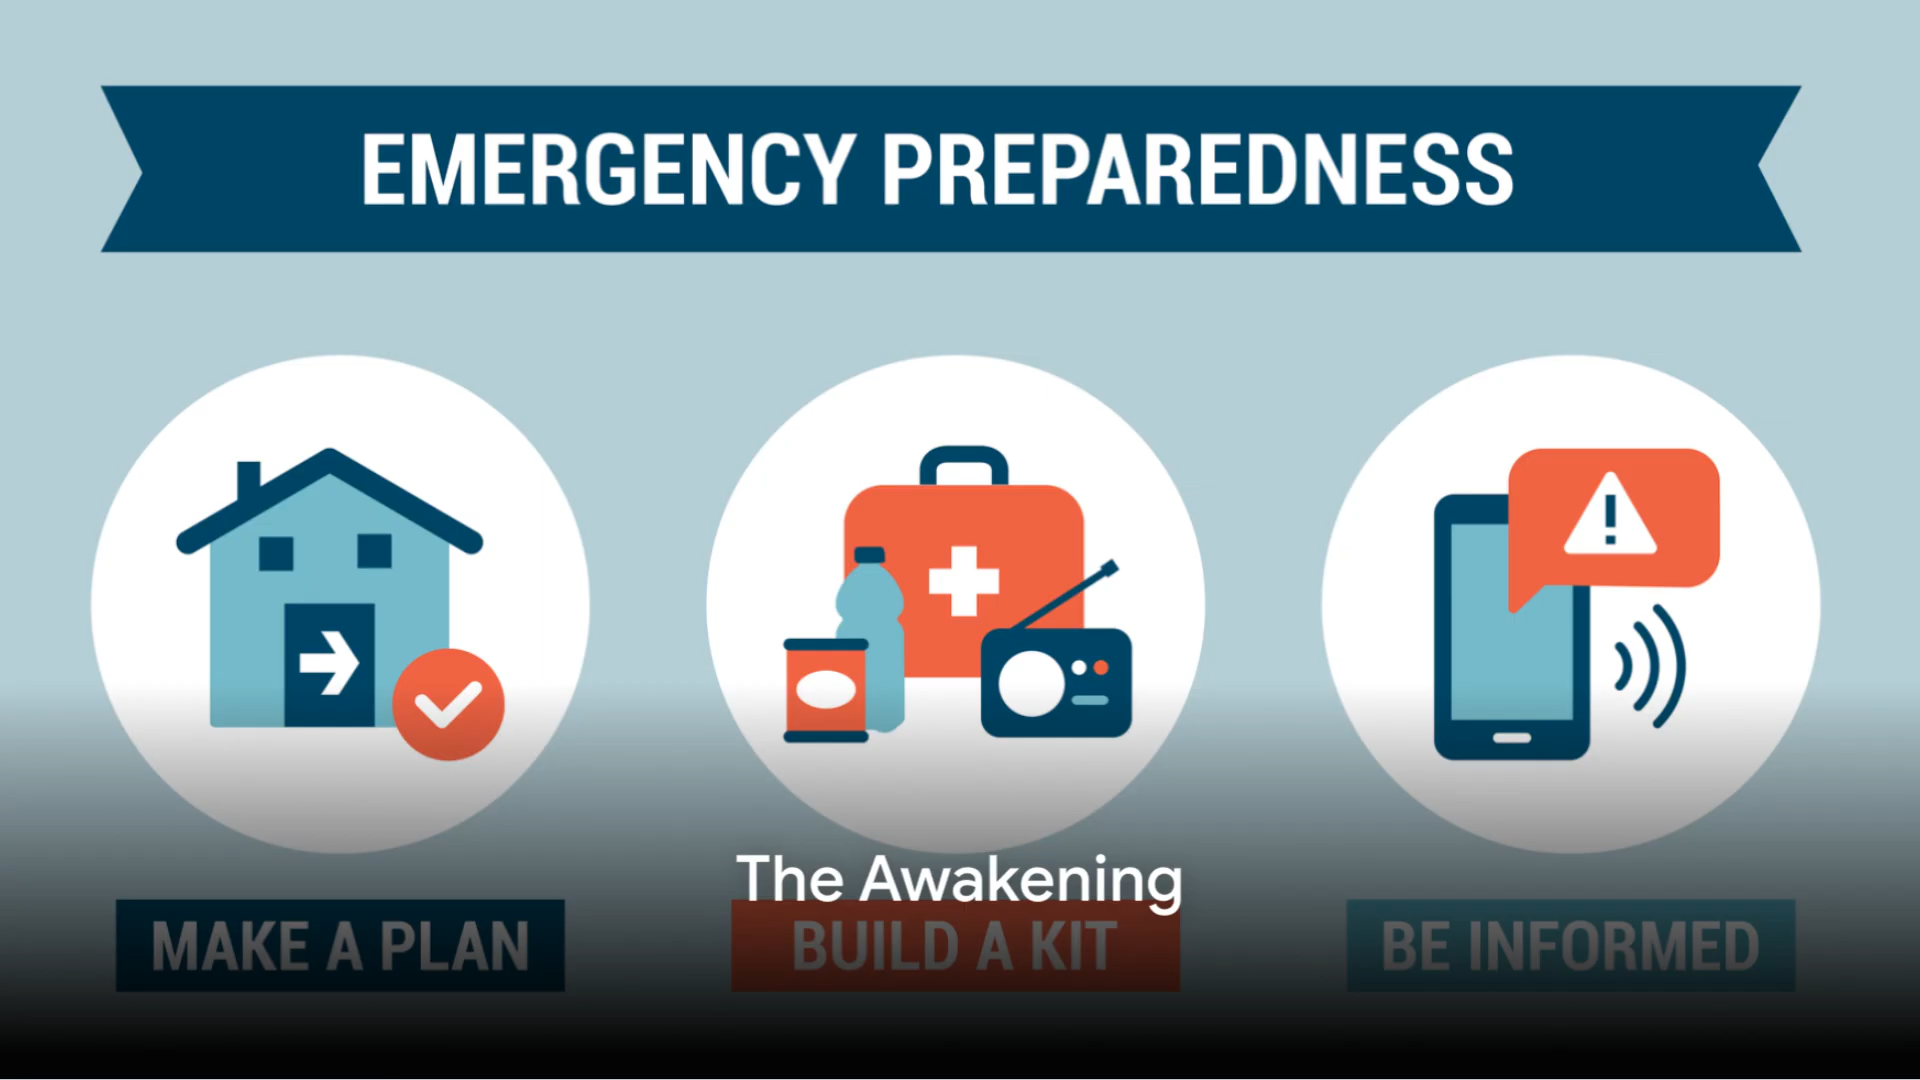 EMERGENCY PREPAREDNESS
The Awakening
MAKE A PLAN
BUILD A KIT
BE INFORMED